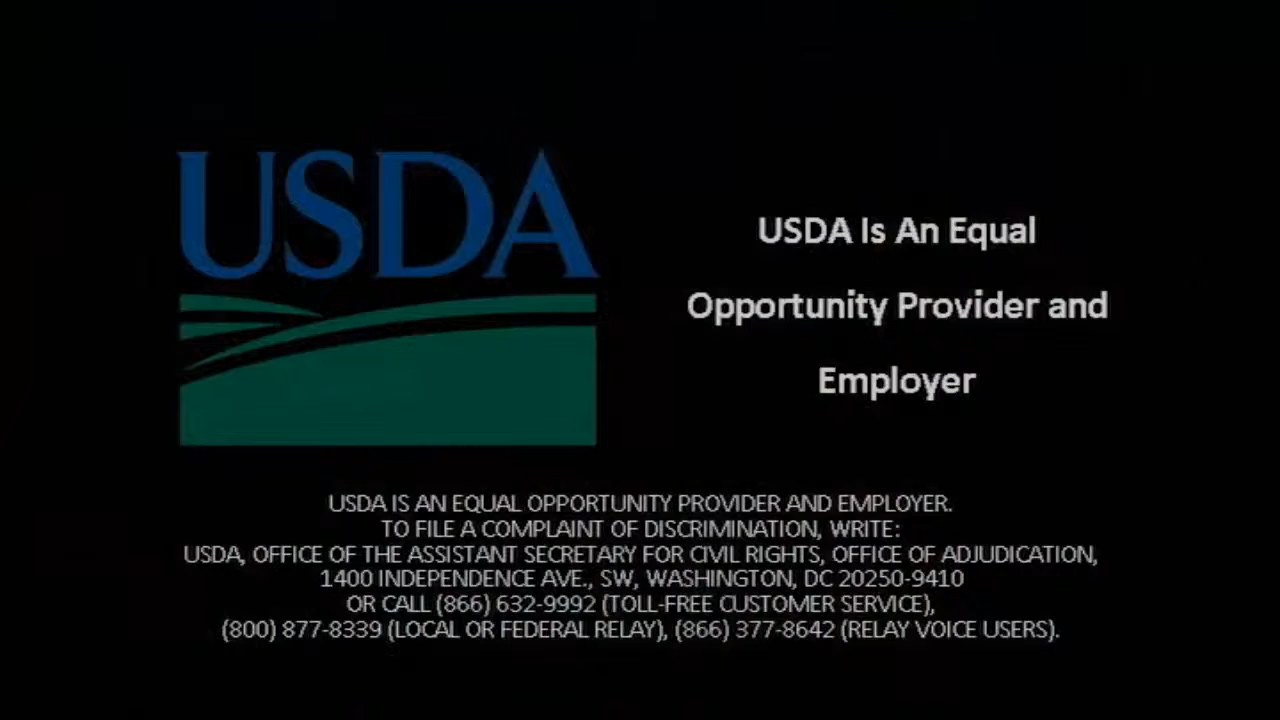 USDA
USDA Is An Equal
Opportunity Provider and
Employer
USDA IS AN EQUAL OPPORTUNITY PROVIDER AND EMPLOYER.
TO FILE A COMPLAINT OF DISCRIMINATION, WRITE:
USDA, OFFICE OF THE ASSISTANT SECRETARY FOR CIVIL RIGHTS, OFFICE OF ADJUDICATION,
1400 INDEPENDENCE AVE., SW, WASHINGTON, DC 20250-9410
OR CALL (866) 632-9992 (TOLL-FREE CUSTOMER SERVICE),
(800) 877-8339 (LOCAL OR FEDERAL RELAY), (866) 377-8642 (RELAY VOICE USERS).